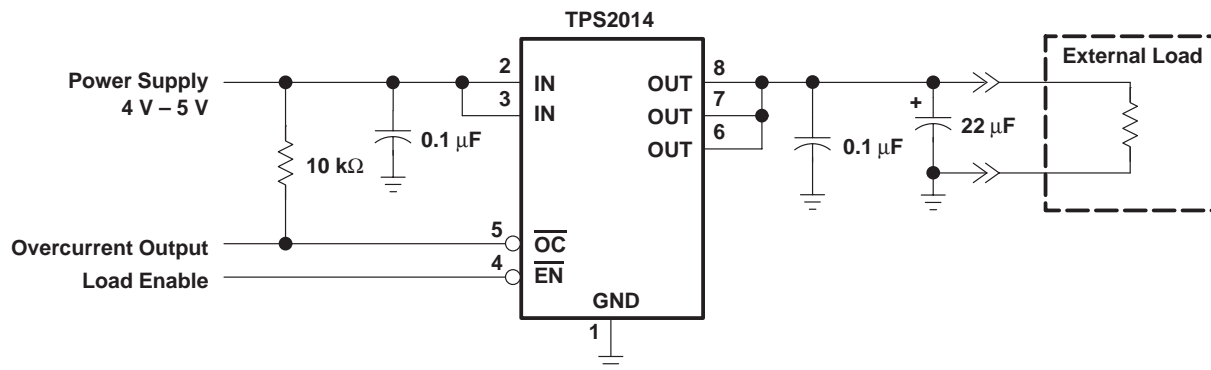 TPS2014
Power Supply
4 V – 5 V
2
IN
3
IN
0.1 μF
10 kΩ
Overcurrent Output
5
OC
Load Enable
4
EN
GND
1
OUT
8
OUT
7
OUT
6
0.1 μF
+
22 μF
External Load